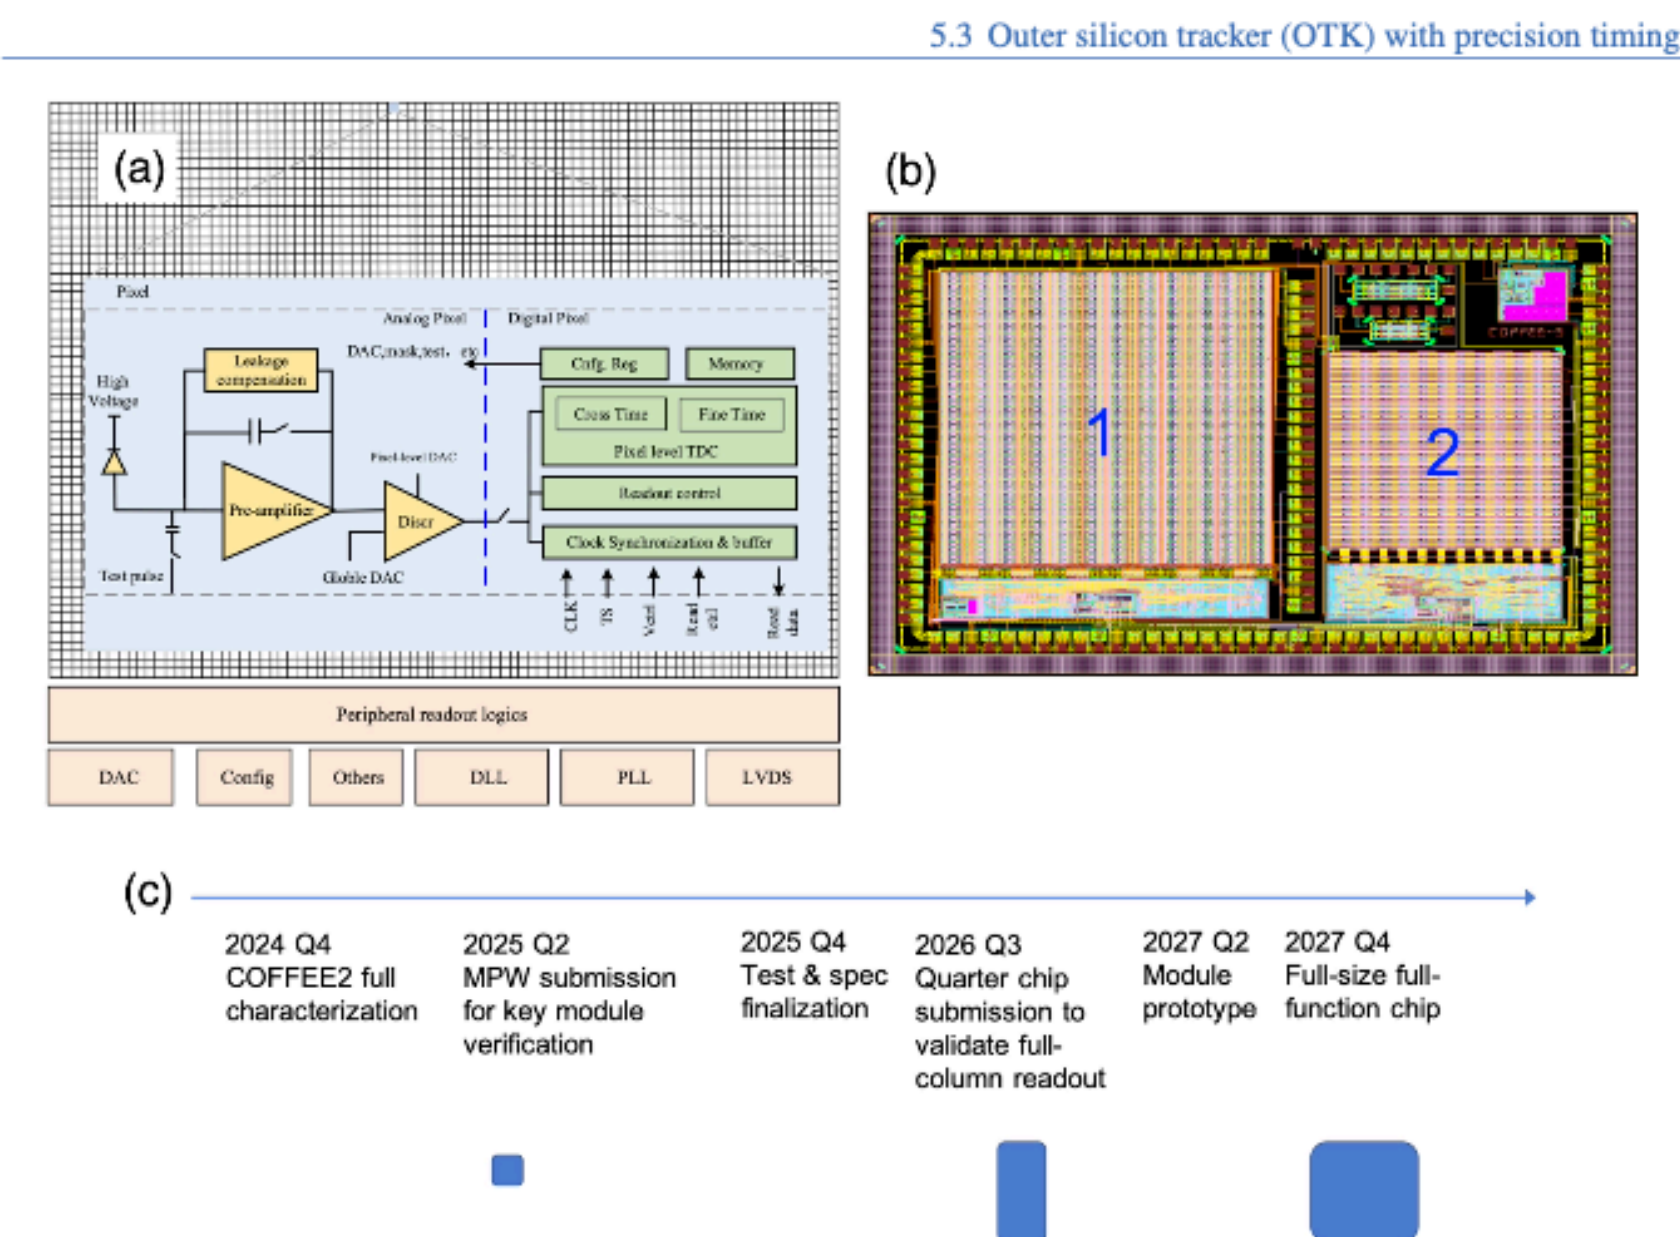 5.3 Outer silicon tracker (OTK) with precision timing
(a)
Pixel
Analog Pixel
Digital Pixel
DAC,mask,test, etc
Leakage
compensation
High
Voltage
Pre-amplifier
Test pulse
Pixel-level DAC
Discr
Globle DAC
Cnfg. Reg
Memory
Cross Time
Fine Time
Pixel level TDC
Readout control
Clock Synchronization & buffer
CLK
TS
Read
ctrl
Read
data
Peripheral readout logics
DAC
Config
Others
DLL
PLL
LVDS
(b)
1
2
(c)
2024 Q4
COFFEE2 full
characterization
2025 Q2
MPW submission
for key module
verification
2025 Q4
Test & spec
finalization
2026 Q3
Quarter chip
submission to
validate full-
column readout
2027 Q2
Module
prototype
2027 Q4
Full-size full-
function chip